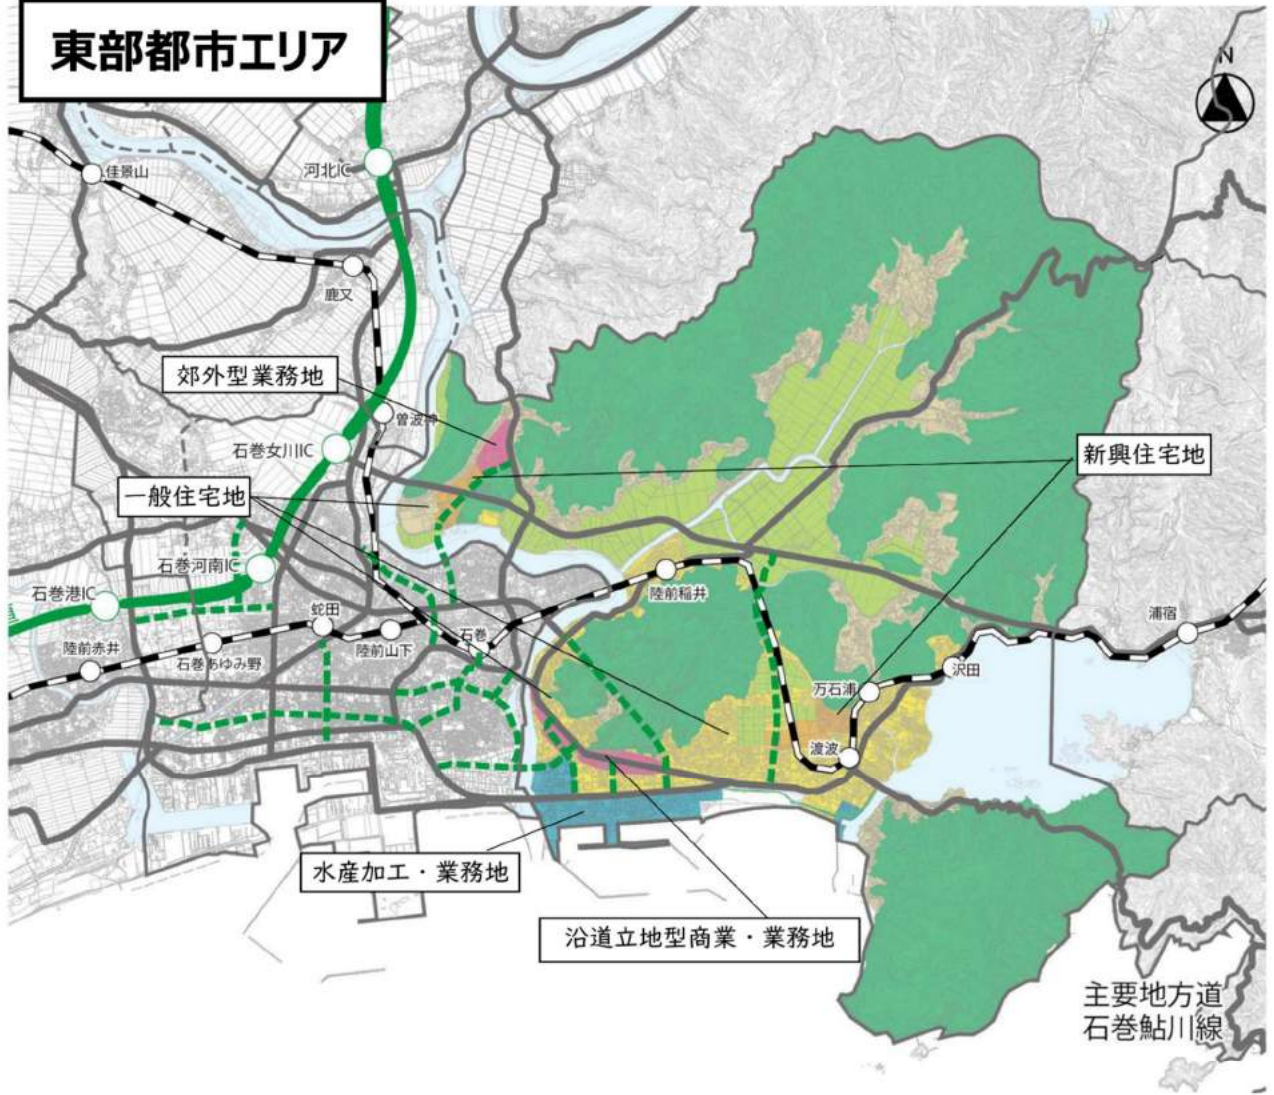 東部都市エリア
N
佳景山
河北IC
鹿又
郊外型業務地
曽波神
石巻女川IC
新興住宅地
一般住宅地
石巻河南IC
石巻港IC
陸前稲井
蛇田
浦宿
陸前赤井
石巻あゆみ野
陸前山下
石巻
沢田
万石浦
渡波
水産加工・業務地
沿道立地型商業・業務地
主要地方道
石巻鮎川線